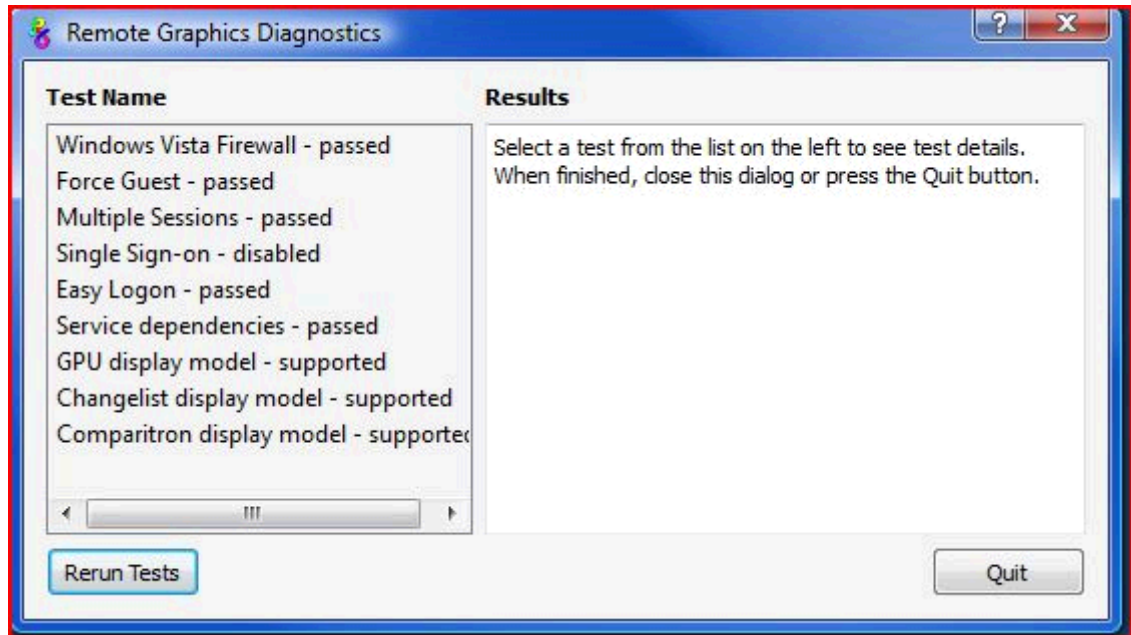 Remote Graphics Diagnostics
?
X
Test Name
Results
Windows Vista Firewall - passed
Force Guest - passed
Multiple Sessions - passed
Single Sign-on - disabled
Easy Logon - passed
Service dependencies - passed
GPU display model - supported
Changelist display model - supported
Comparitron display model - supported
Select a test from the list on the left to see test details.
When finished, close this dialog or press the Quit button.
Rerun Tests
Quit